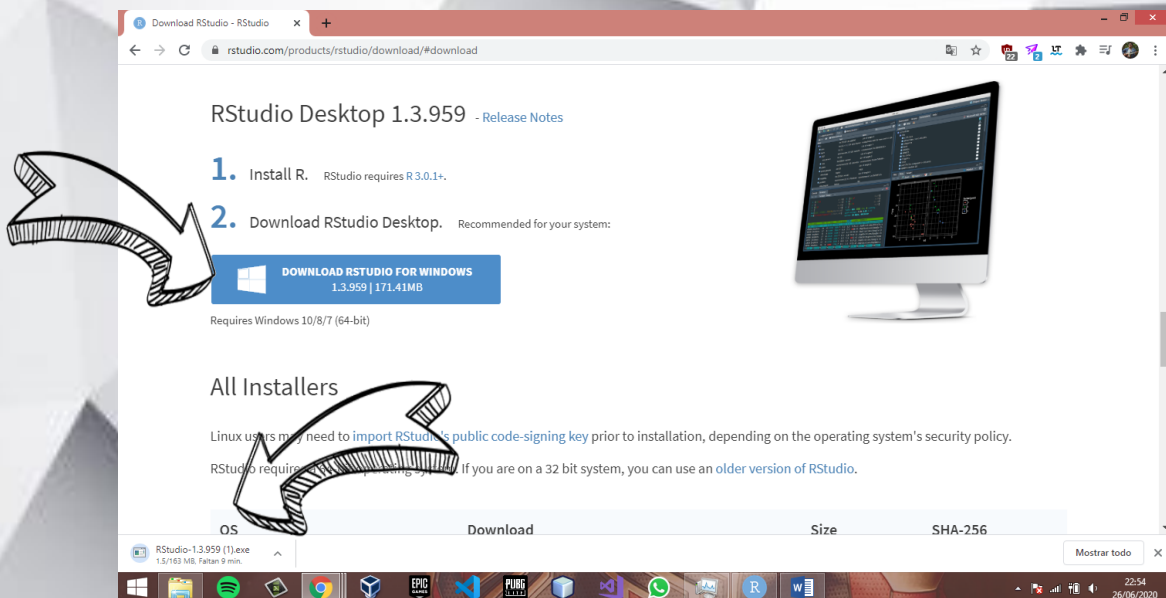 Download RStudio - RStudio
rstudio.com/products/rstudio/download/#download
22
2
LT
RStudio Desktop 1.3.959 - Release Notes
1. Install R. RStudio requires R 3.0.1+.
2. Download RStudio Desktop. Recommended for your system:
DOWNLOAD RSTUDIO FOR WINDOWS
1.3.959 | 171.41MB
Requires Windows 10/8/7 (64-bit)
All Installers
Linux users may need to import RStudio's public code-signing key prior to installation, depending on the operating system's security policy.
RStudio requires operating system. If you are on a 32 bit system, you can use an older version of RStudio.
OS Download Size SHA-256
RStudio-1.3.959 (1).exe
1.5/163 MB, Faltan 9 min.
Mostrar todo
EPIC
GAMES
PUBG
LITE
R
W
22:54
26/06/2020